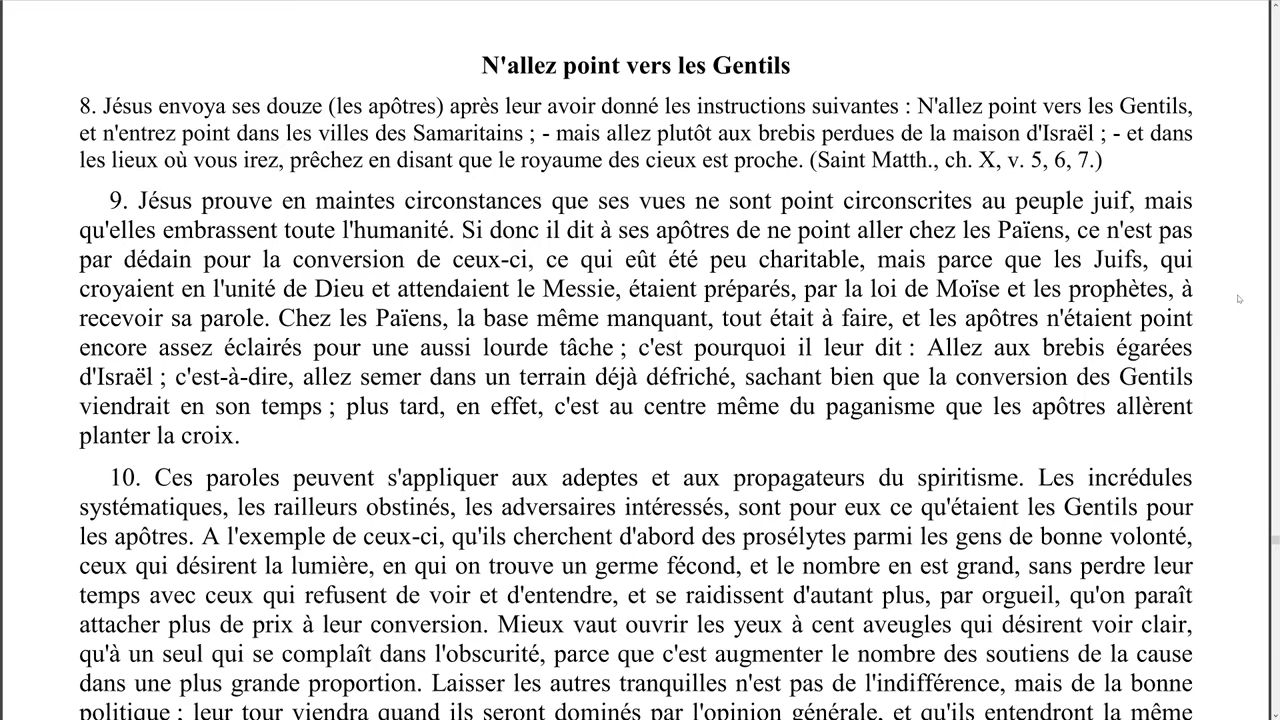 N'allez point vers les Gentils
8. Jésus envoya ses douze (les apôtres) après leur avoir donné les instructions suivantes : N'allez point vers les Gentils,
et n'entrez point dans les villes des Samaritains ; - mais allez plutôt aux brebis perdues de la maison d'Israël ; - et dans
les lieux où vous irez, prêchez en disant que le royaume des cieux est proche. (Saint Matth., ch. X, v. 5, 6, 7.)
9. Jésus prouve en maintes circonstances que ses vues ne sont point circonscrites au peuple juif, mais
qu'elles embrassent toute l'humanité. Si donc il dit à ses apôtres de ne point aller chez les Païens, ce n'est pas
par dédain pour la conversion de ceux-ci, ce qui eût été peu charitable, mais parce que les Juifs, qui
croyaient en l'unité de Dieu et attendaient le Messie, étaient préparés, par la loi de Moïse et les prophètes, à
recevoir sa parole. Chez les Païens, la base même manquant, tout était à faire, et les apôtres n'étaient point
encore assez éclairés pour une aussi lourde tâche ; c'est pourquoi il leur dit : Allez aux brebis égarées
d'Israël ; c'est-à-dire, allez semer dans un terrain déjà défriché, sachant bien que la conversion des Gentils
viendrait en son temps ; plus tard, en effet, c'est au centre même du paganisme que les apôtres allèrent
planter la croix.
10. Ces paroles peuvent s'appliquer aux adeptes et aux propagateurs du spiritisme. Les incrédules
systématiques, les railleurs obstinés, les adversaires intéressés, sont pour eux ce qu'étaient les Gentils pour
les apôtres. A l'exemple de ceux-ci, qu'ils cherchent d'abord des prosélytes parmi les gens de bonne volonté,
ceux qui désirent la lumière, en qui on trouve un germe fécond, et le nombre en est grand, sans perdre leur
temps avec ceux qui refusent de voir et d'entendre, et se raidissent d'autant plus, par orgueil, qu'on paraît
attacher plus de prix à leur conversion. Mieux vaut ouvrir les yeux à cent aveugles qui désirent voir clair,
qu'à un seul qui se complaît dans l'obscurité, parce que c'est augmenter le nombre des soutiens de la cause
dans une plus grande proportion. Laisser les autres tranquilles n'est pas de l'indifférence, mais de la bonne
politique ; leur tour viendra quand ils seront dominés par l'opinion générale, et qu'ils entendront la même